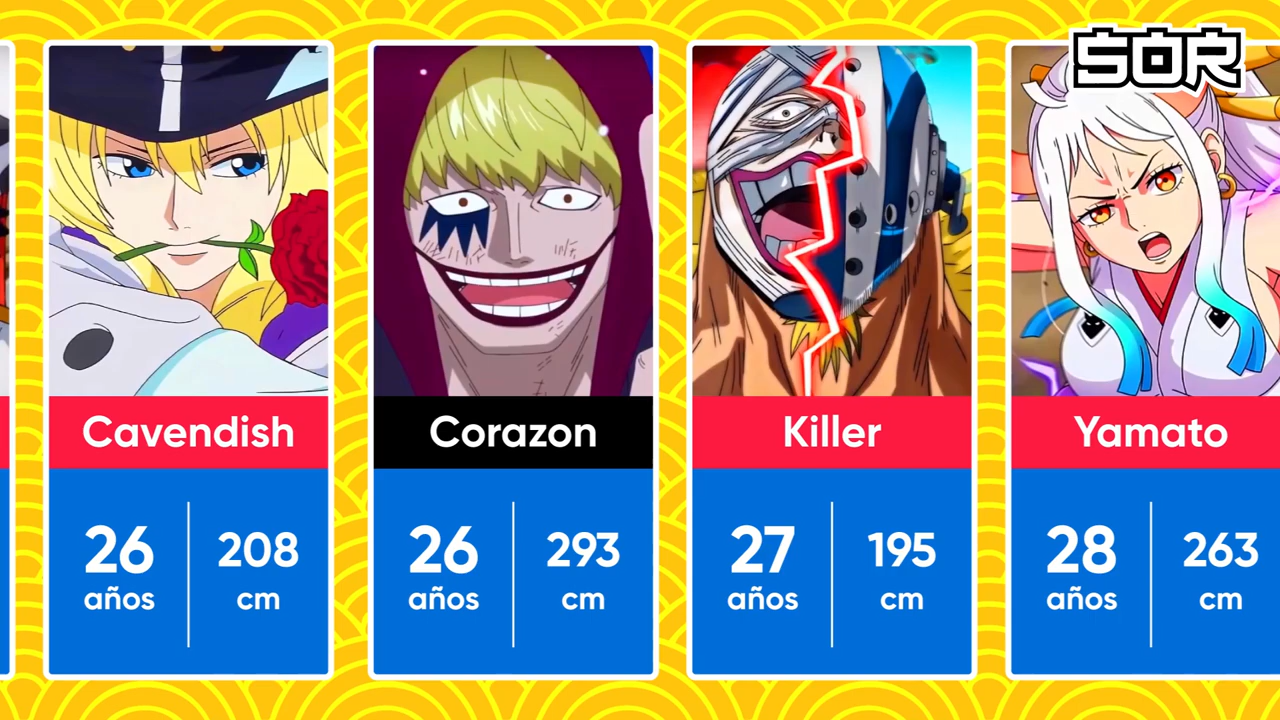 SOR
Cavendish
26 años
208 cm
Corazon
26 años
293 cm
Killer
27 años
195 cm
Yamato
28 años
263 cm